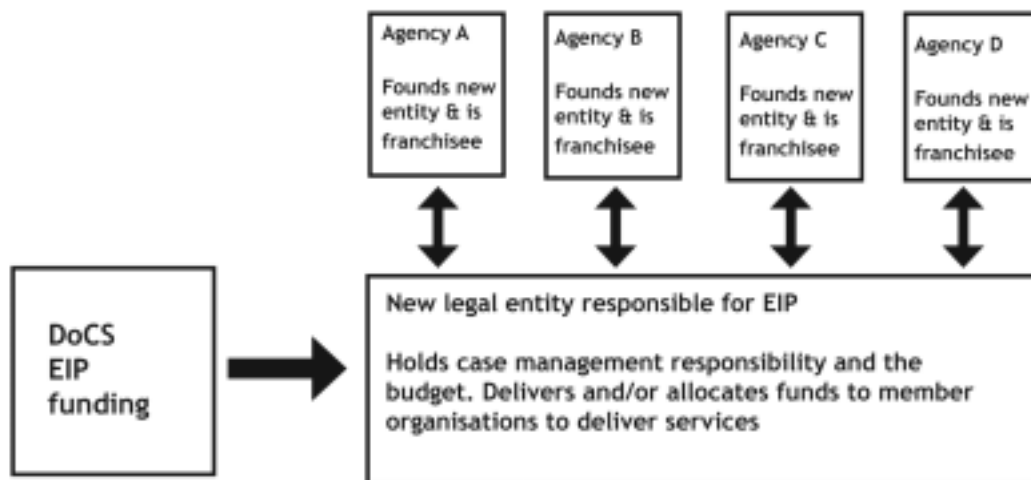 Agency A
Founds new
entity & is
franchisee
Agency B
Founds new
entity & is
franchisee
Agency C
Founds new
entity & is
franchisee
Agency D
Founds new
entity & is
franchisee
DoCS
EIP
funding
New legal entity responsible for EIP
Holds case management responsibility and the
budget. Delivers and/or allocates funds to member
organisations to deliver services